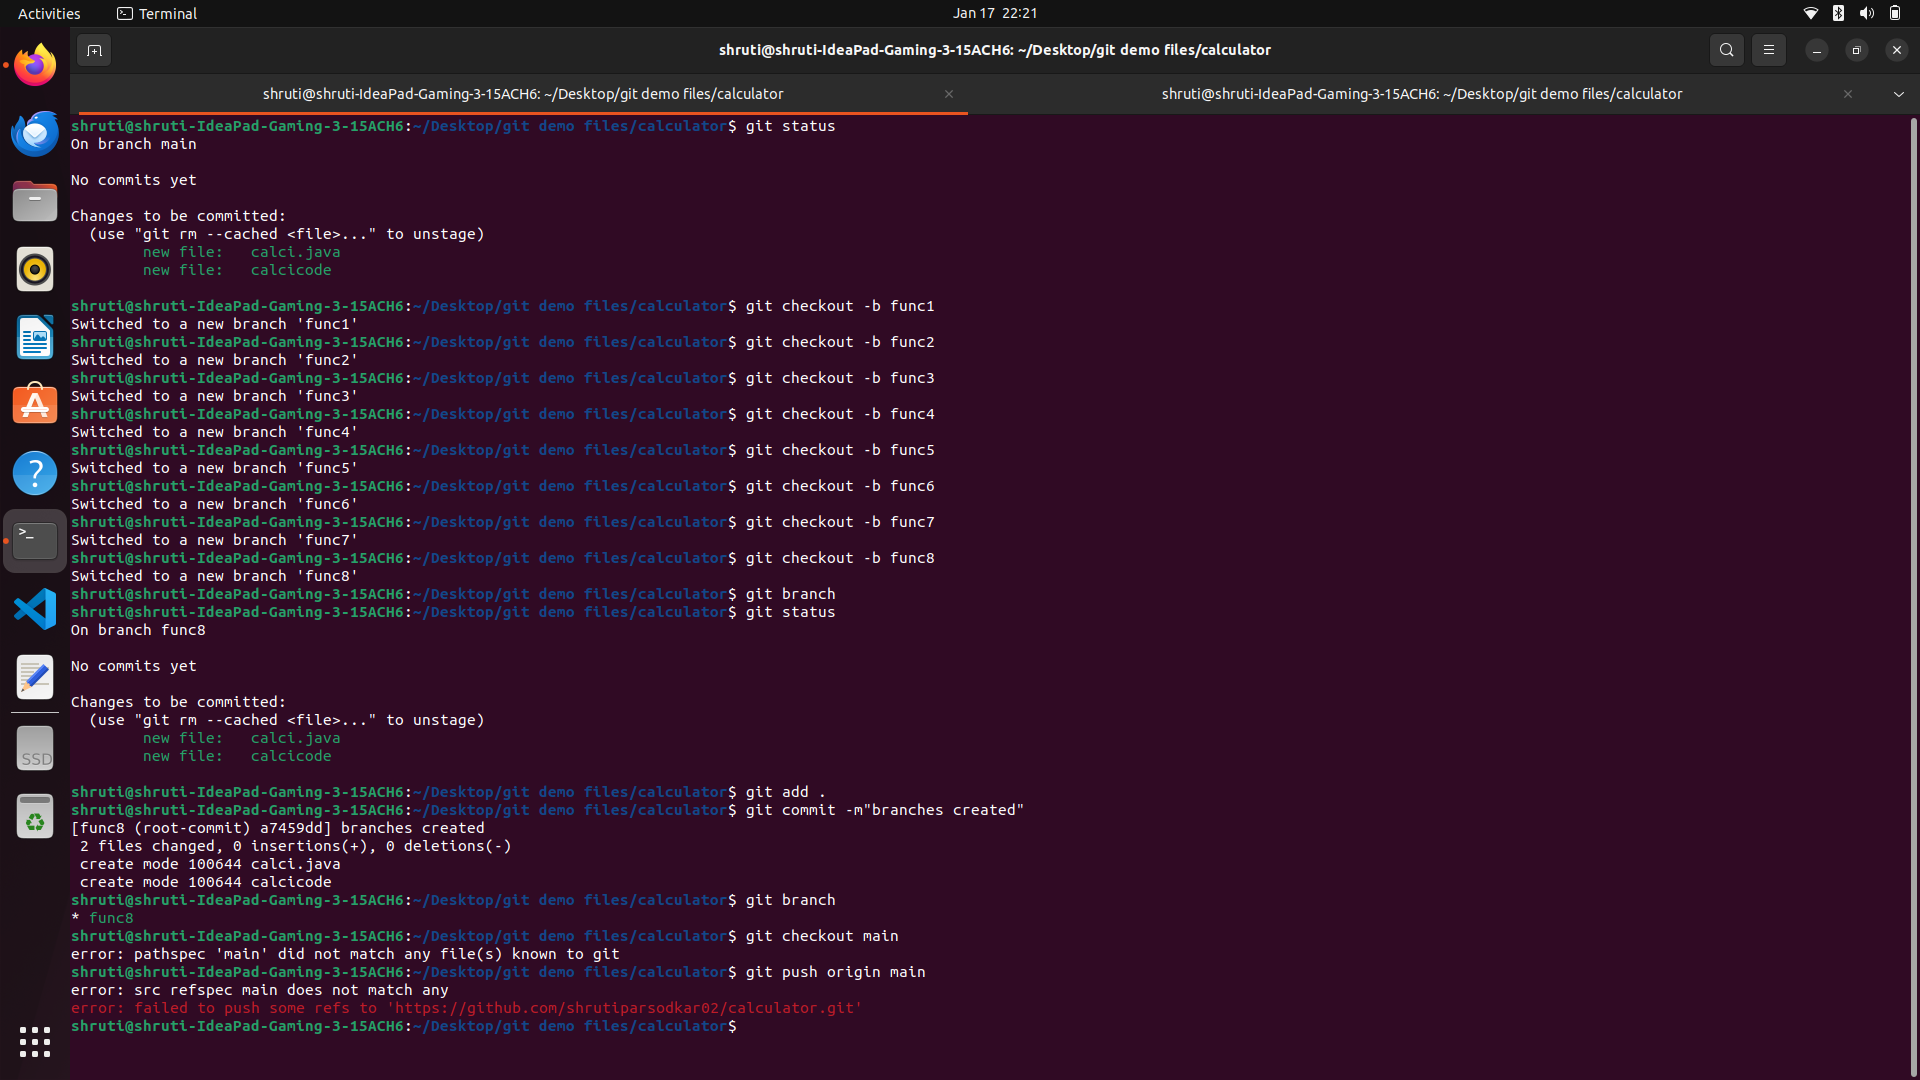 Activities
Terminal
Jan 17 22:21
shruti@shruti-IdeaPad-Gaming-3-15ACH6: ~/Desktop/git demo files/calculator
shruti@shruti-IdeaPad-Gaming-3-15ACH6: ~/Desktop/git demo files/calculator
shruti@shruti-IdeaPad-Gaming-3-15ACH6: ~/Desktop/git demo files/calculator
shruti@shruti-IdeaPad-Gaming-3-15ACH6:~/Desktop/git demo files/calculator$ git status
On branch main
No commits yet
Changes to be committed:
  (use "git rm --cached <file>..." to unstage)
        new file:   calci.java
        new file:   calcicode
shruti@shruti-IdeaPad-Gaming-3-15ACH6:~/Desktop/git demo files/calculator$ git checkout -b func1
Switched to a new branch 'func1'
shruti@shruti-IdeaPad-Gaming-3-15ACH6:~/Desktop/git demo files/calculator$ git checkout -b func2
Switched to a new branch 'func2'
shruti@shruti-IdeaPad-Gaming-3-15ACH6:~/Desktop/git demo files/calculator$ git checkout -b func3
Switched to a new branch 'func3'
shruti@shruti-IdeaPad-Gaming-3-15ACH6:~/Desktop/git demo files/calculator$ git checkout -b func4
Switched to a new branch 'func4'
shruti@shruti-IdeaPad-Gaming-3-15ACH6:~/Desktop/git demo files/calculator$ git checkout -b func5
Switched to a new branch 'func5'
shruti@shruti-IdeaPad-Gaming-3-15ACH6:~/Desktop/git demo files/calculator$ git checkout -b func6
Switched to a new branch 'func6'
shruti@shruti-IdeaPad-Gaming-3-15ACH6:~/Desktop/git demo files/calculator$ git checkout -b func7
Switched to a new branch 'func7'
shruti@shruti-IdeaPad-Gaming-3-15ACH6:~/Desktop/git demo files/calculator$ git checkout -b func8
Switched to a new branch 'func8'
shruti@shruti-IdeaPad-Gaming-3-15ACH6:~/Desktop/git demo files/calculator$ git branch
shruti@shruti-IdeaPad-Gaming-3-15ACH6:~/Desktop/git demo files/calculator$ git status
On branch func8
No commits yet
Changes to be committed:
  (use "git rm --cached <file>..." to unstage)
        new file:   calci.java
        new file:   calcicode
SSD
shruti@shruti-IdeaPad-Gaming-3-15ACH6:~/Desktop/git demo files/calculator$ git add .
shruti@shruti-IdeaPad-Gaming-3-15ACH6:~/Desktop/git demo files/calculator$ git commit -m"branches created"
[func8 (root-commit) a7459dd] branches created
 2 files changed, 0 insertions(+), 0 deletions(-)
 create mode 100644 calci.java
 create mode 100644 calcicode
shruti@shruti-IdeaPad-Gaming-3-15ACH6:~/Desktop/git demo files/calculator$ git branch
* func8
shruti@shruti-IdeaPad-Gaming-3-15ACH6:~/Desktop/git demo files/calculator$ git checkout main
error: pathspec 'main' did not match any file(s) known to git
shruti@shruti-IdeaPad-Gaming-3-15ACH6:~/Desktop/git demo files/calculator$ git push origin main
error: src refspec main does not match any
error: failed to push some refs to 'https://github.com/shrutiparsodkar02/calculator.git'
shruti@shruti-IdeaPad-Gaming-3-15ACH6:~/Desktop/git demo files/calculator$